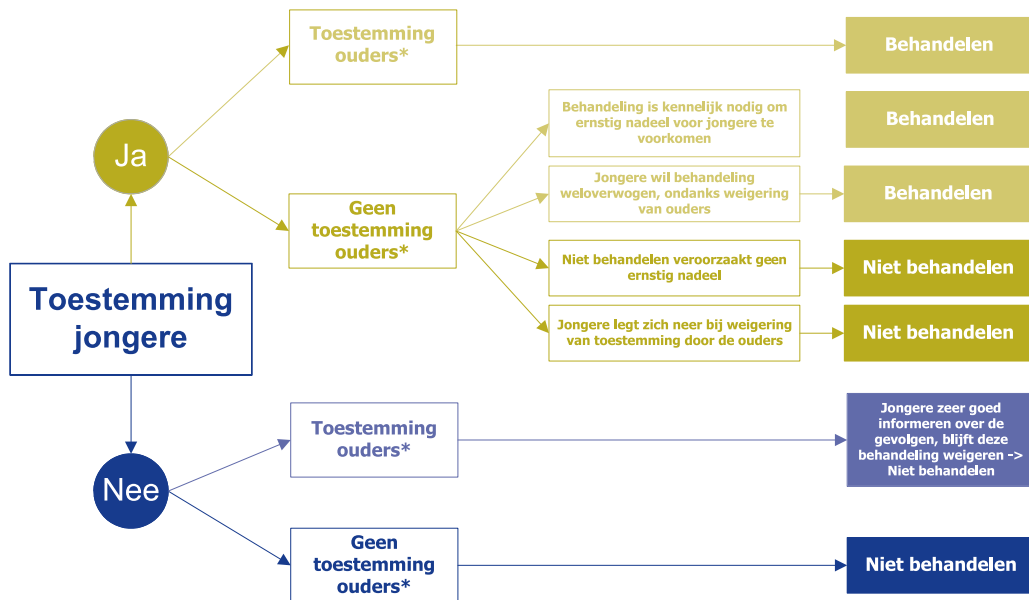 Toestemming
jongere
Ja
Toestemming
ouders*
Behandelen
Geen
toestemming
ouders*
Behandeling is kennelijk nodig om
ernstig nadeel voor jongere te
voorkomen
Behandelen
Jongere wil behandeling
weloverwogen, ondanks weigering
van ouders
Behandelen
Niet behandelen veroorzaakt geen
ernstig nadeel
Niet behandelen
Jongere legt zich neer bij weigering
van toestemming door de ouders
Niet behandelen
Nee
Toestemming
ouders*
Jongere zeer goed
informeren over de
gevolgen, blijft deze
behandeling weigeren ->
Niet behandelen
Geen
toestemming
ouders*
Niet behandelen